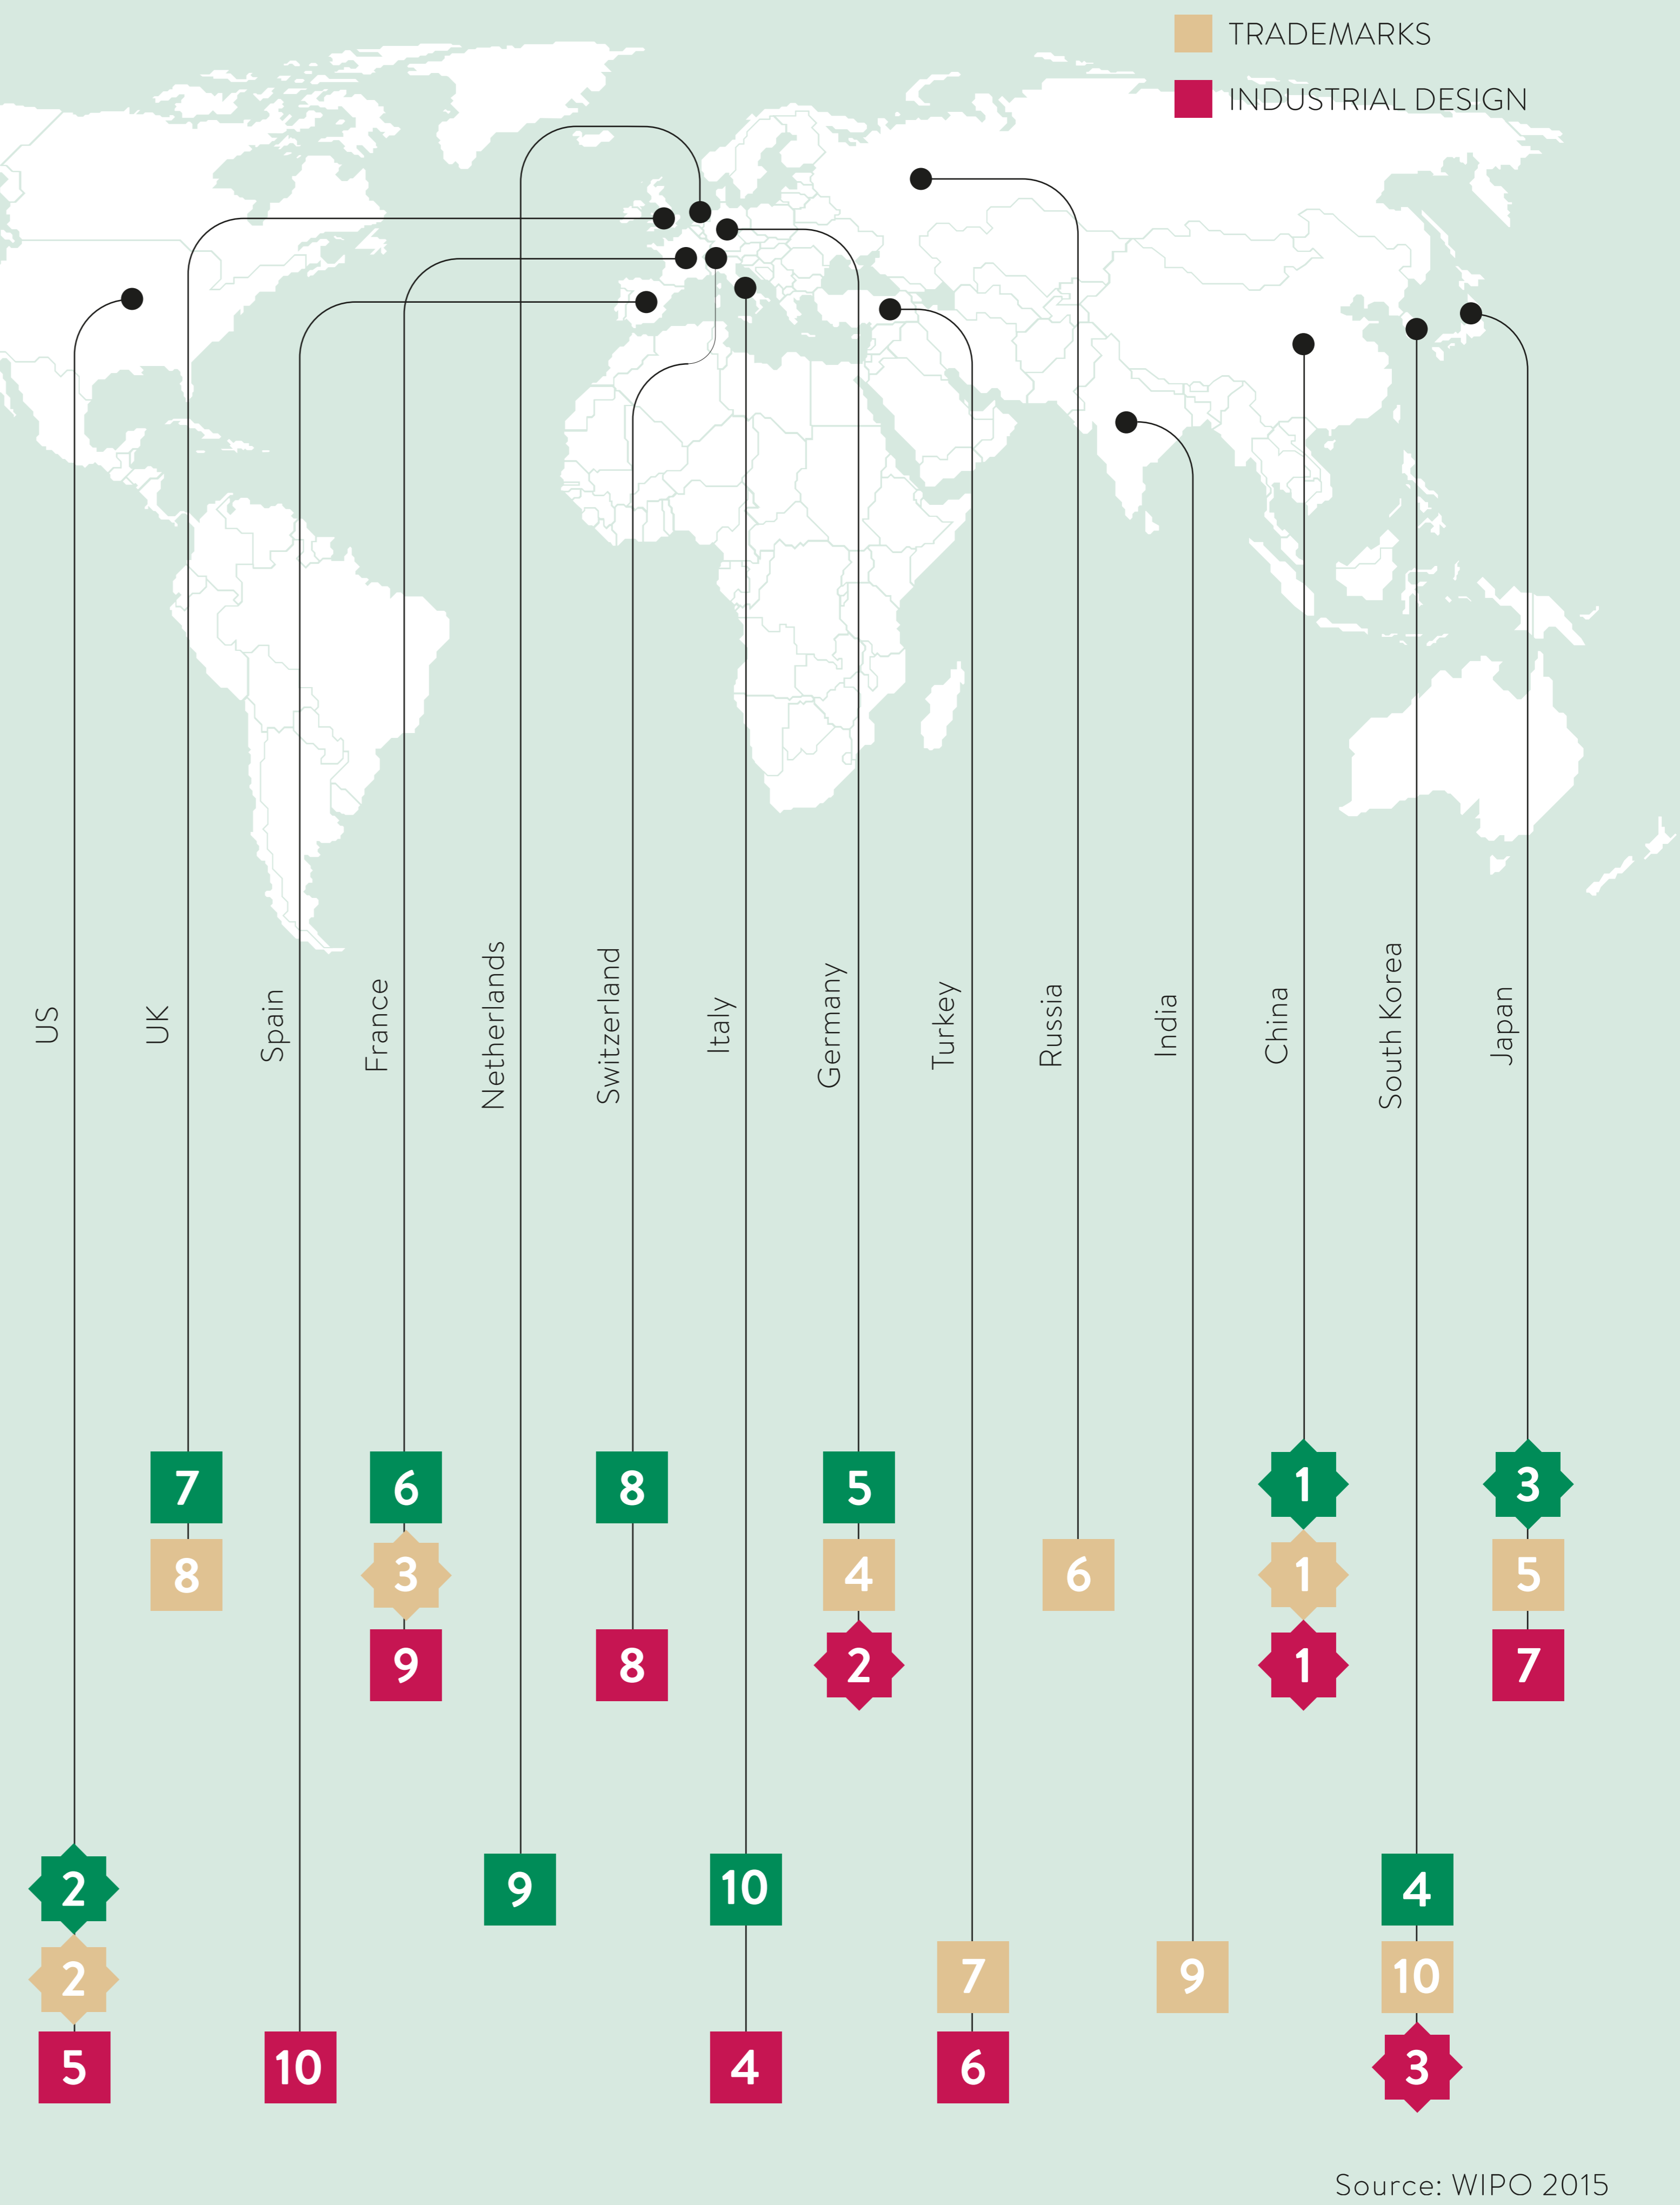 TRADEMARKS
INDUSTRIAL DESIGN
US
UK
Spain
France
Netherlands
Switzerland
Italy
Germany
Turkey
Russia
India
China
South Korea
Japan
7 6 8 5 1 3
8 3 4 6 1 5
9 8 2 1 7
2 9 10 4
2 7 9 10
5 10 4 6 3
Source: WIPO 2015